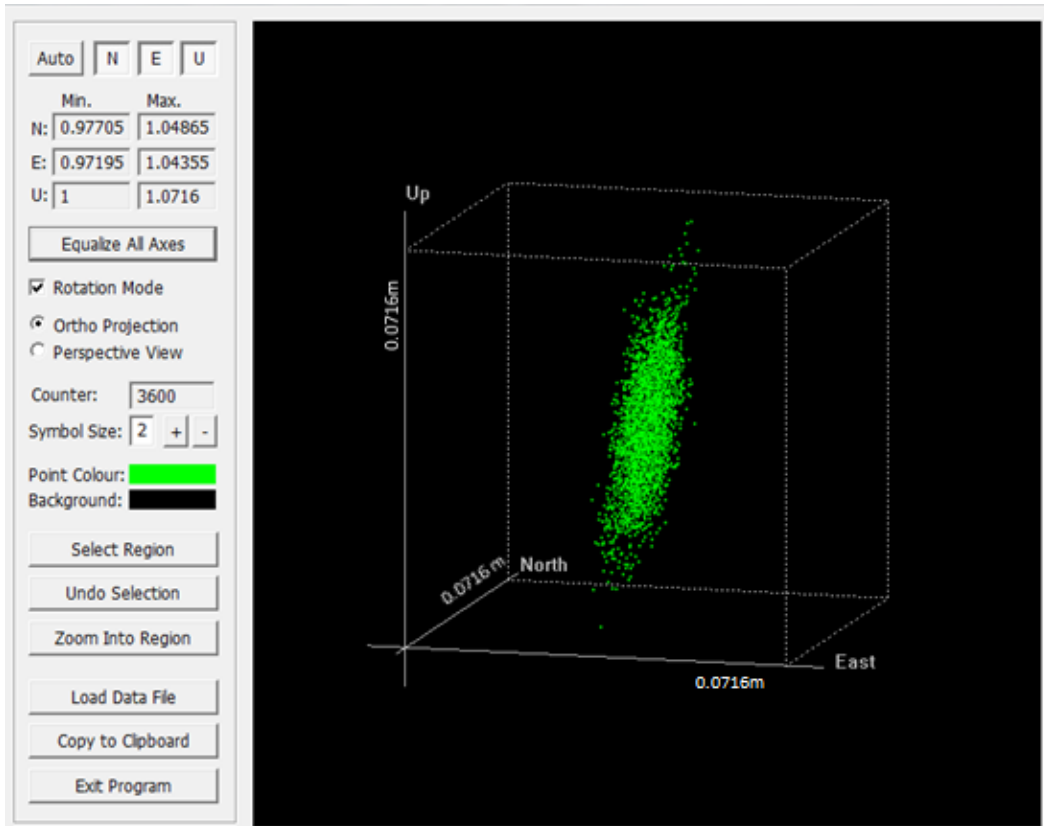 Auto N E U
Min. Max.
N: 0.97705 1.04865
E: 0.97195 1.04355
U: 1 1.0716
Equalize All Axes
Rotation Mode
Ortho Projection
Perspective View
Counter: 3600
Symbol Size: 2 + -
Point Colour:
Background:
Select Region
Undo Selection
Zoom Into Region
Load Data File
Copy to Clipboard
Exit Program
Up
0.0716m
0.0716 m
North
East
0.0716m